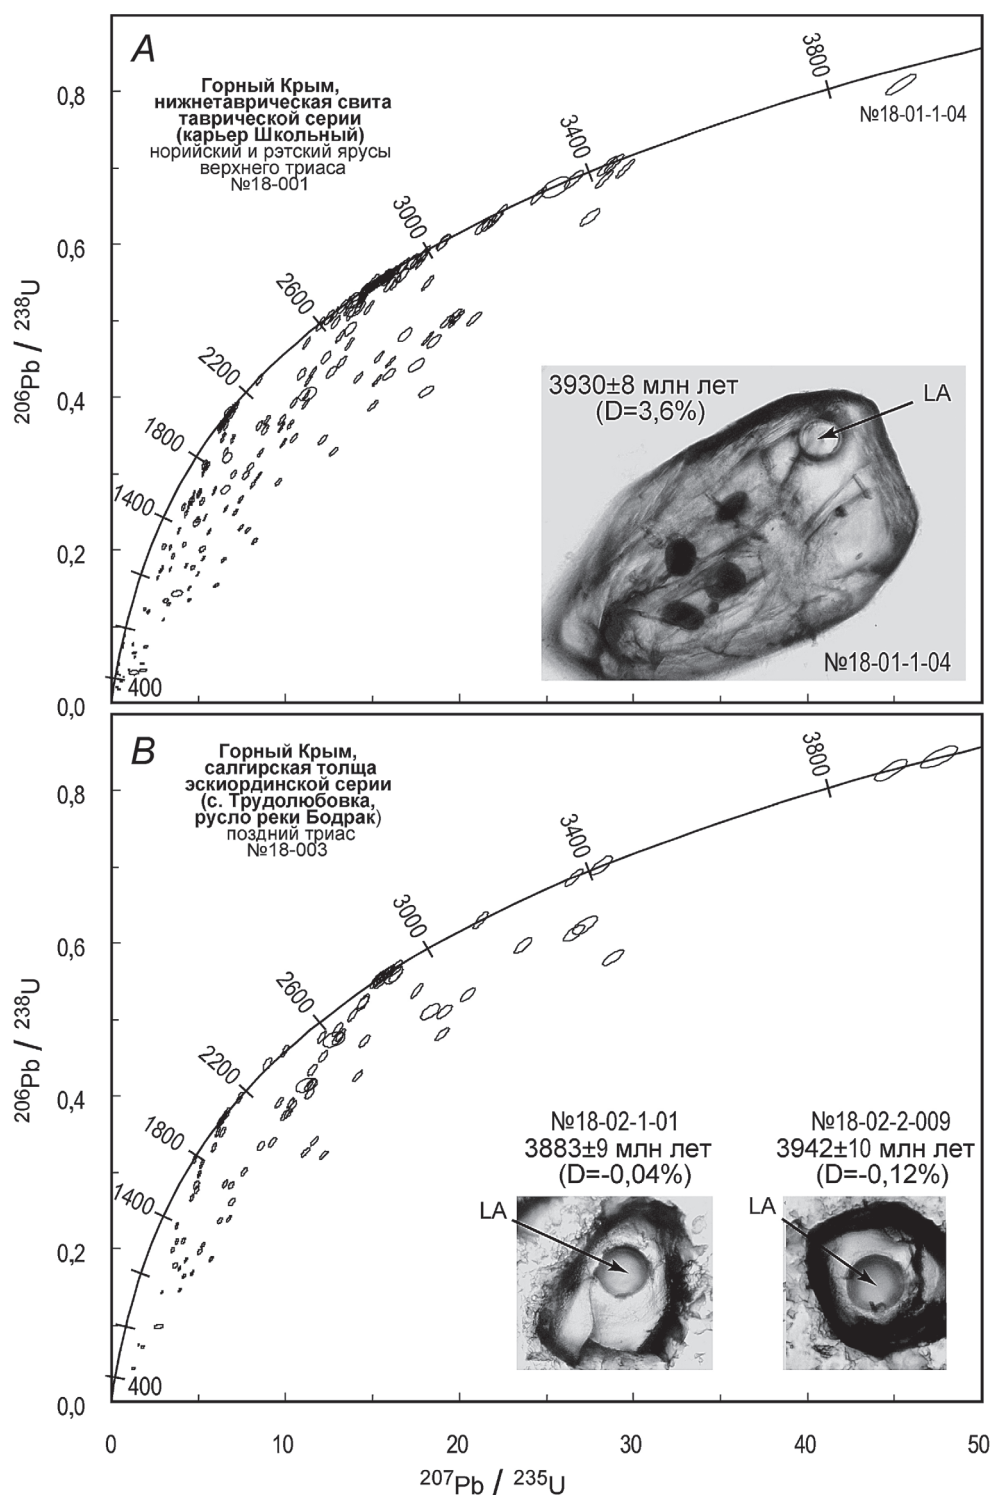 A
Горный Крым,
нижнетаврическая свита
таврической серии
(карьер Школьный)
норийский и рэтский ярусы
верхнего триаса
№18-001
206Pb / 238U
0,8
0,6
0,4
0,2
0,0
400
1400
1800
2200
2600
3000
3400
3800
№18-01-1-04
3930±8 млн лет
(D=3,6%)
LA
№18-01-1-04
B
Горный Крым,
салгирская толща
эскиординской серии
(с. Трудолюбовка,
русло реки Бодрак)
поздний триас
№18-003
206Pb / 238U
0,8
0,6
0,4
0,2
0,0
400
1400
1800
2200
2600
3000
3400
3800
№18-02-1-01
3883±9 млн лет
(D=-0,04%)
LA
№18-02-2-009
3942±10 млн лет
(D=-0,12%)
LA
0 10 20 30 40 50
207Pb / 235U